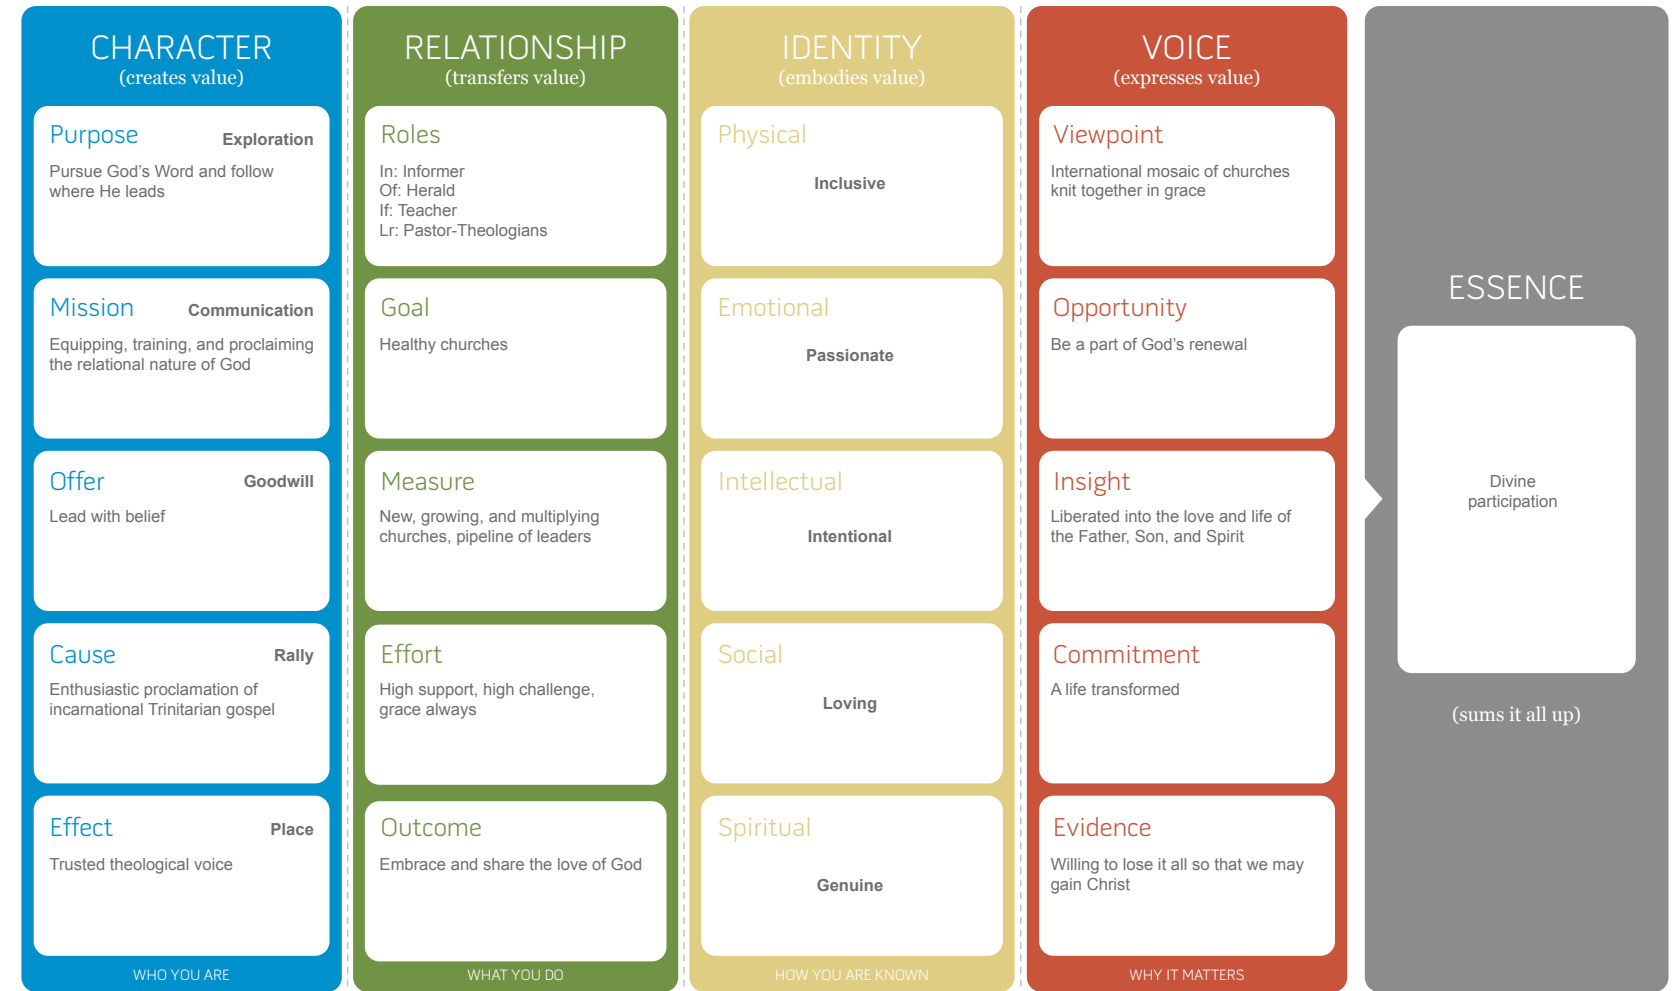 CHARACTER
(creates value)
Purpose
Exploration
Pursue God's Word and follow
where He leads
Mission
Communication
Equipping, training, and proclaiming
the relational nature of God
Offer
Goodwill
Lead with belief
Cause
Rally
Enthusiastic proclamation of
incarnational Trinitarian gospel
Effect
Place
Trusted theological voice
WHO YOU ARE
RELATIONSHIP
(transfers value)
Roles
In: Informer
Of: Herald
If: Teacher
Lr: Pastor-Theologians
Goal
Healthy churches
Measure
New, growing, and multiplying
churches, pipeline of leaders
Effort
High support, high challenge,
grace always
Outcome
Embrace and share the love of God
WHAT YOU DO
IDENTITY
(embodies value)
Physical
Inclusive
Emotional
Passionate
Intellectual
Intentional
Social
Loving
Spiritual
Genuine
HOW YOU ARE KNOWN
VOICE
(expresses value)
Viewpoint
International mosaic of churches
knit together in grace
Opportunity
Be a part of God's renewal
Insight
Liberated into the love and life of
the Father, Son, and Spirit
Commitment
A life transformed
Evidence
Willing to lose it all so that we may
gain Christ
WHY IT MATTERS
ESSENCE
Divine
participation
(sums it all up)